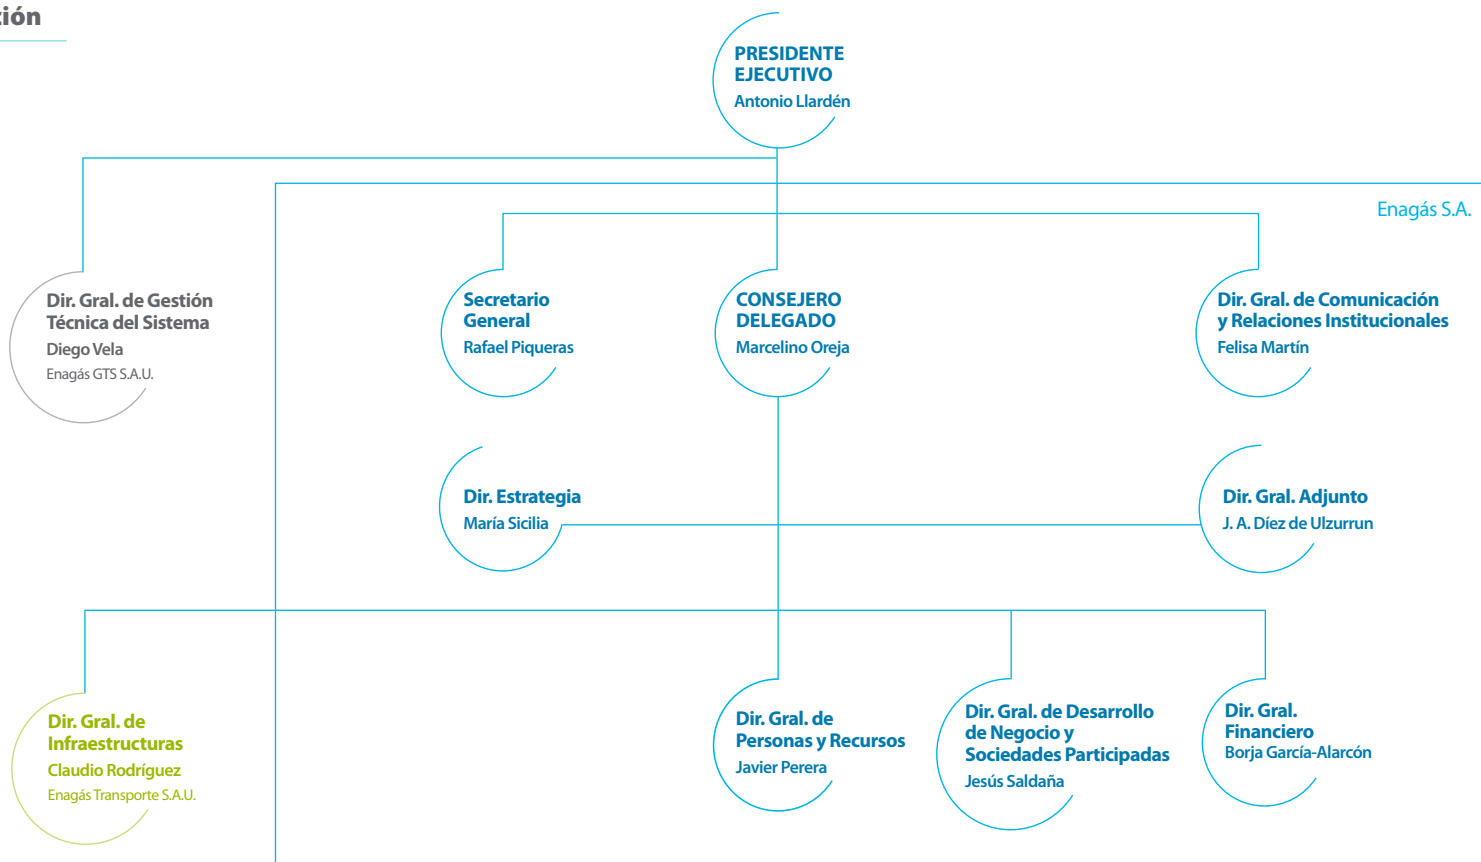 PRESIDENTE
EJECUTIVO
Antonio Llardén
Enagás S.A.
Dir. Gral. de Gestión
Técnica del Sistema
Diego Vela
Enagás GTS S.A.U.
Secretario
General
Rafael Piqueras
CONSEJERO
DELEGADO
Marcelino Oreja
Dir. Gral. de Comunicación
y Relaciones Institucionales
Felisa Martín
Dir. Estrategia
María Sicilia
Dir. Gral. Adjunto
J. A. Díez de Ulzurrun
Dir. Gral. de
Infraestructuras
Claudio Rodríguez
Enagás Transporte S.A.U.
Dir. Gral. de
Personas y Recursos
Javier Perera
Dir. Gral. de Desarrollo
de Negocio y
Sociedades Participadas
Jesús Saldaña
Dir. Gral.
Financiero
Borja García-Alarcón